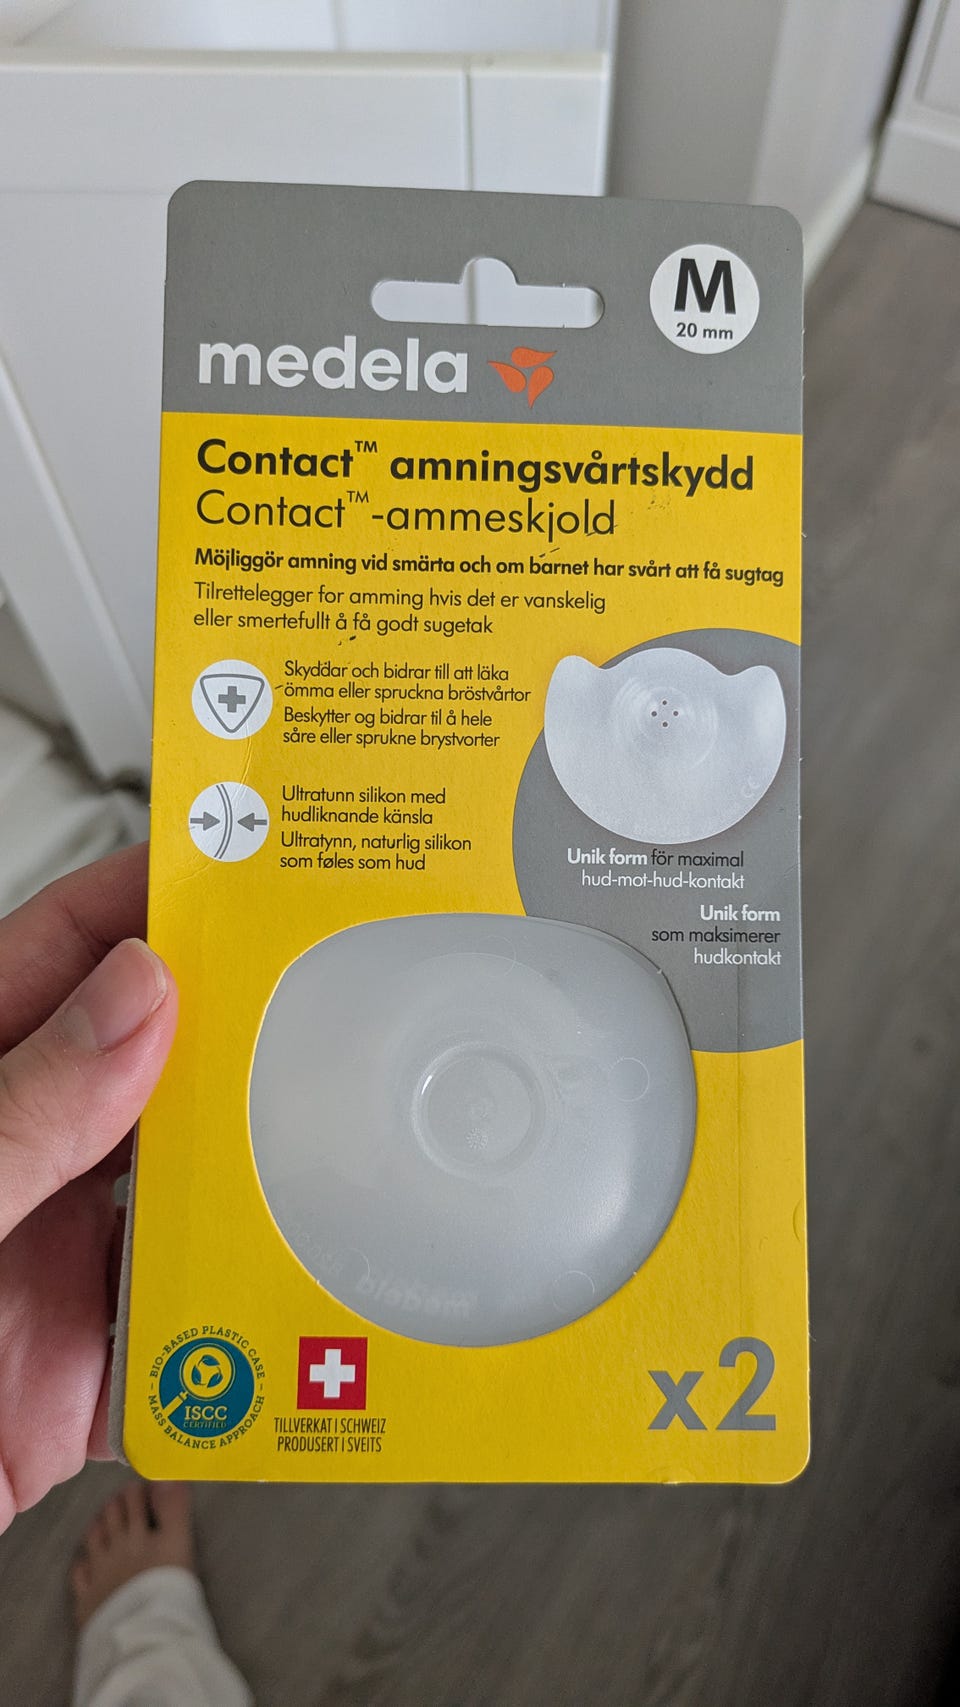 M
20 mm
medela
Contact™ amningsvårtskydd
Contact™-ammeskjold
Möjliggör amning vid smärta och om barnet har svårt att få sugtag
Tilrettelegger for amming hvis det er vanskelig
eller smertefullt å få godt sugetak
Skyddar och bidrar till att läka
ömma eller spruckna bröstvårtor
Beskytter og bidrar til å hele
såre eller sprukne brystvorter
Ultratunn silikon med
hudliknande känsla
Ultratynn, naturlig silikon
som føles som hud
Unik form för maximal
hud-mot-hud-kontakt
Unik form
som maksimerer
hudkontakt
medela
BIO-BASED PLASTIC CASE
ISCC
CERTIFIED
MASS BALANCE APPROACH
TILLVERKAT I SCHWEIZ
PRODUSERT I SVEITS
x2